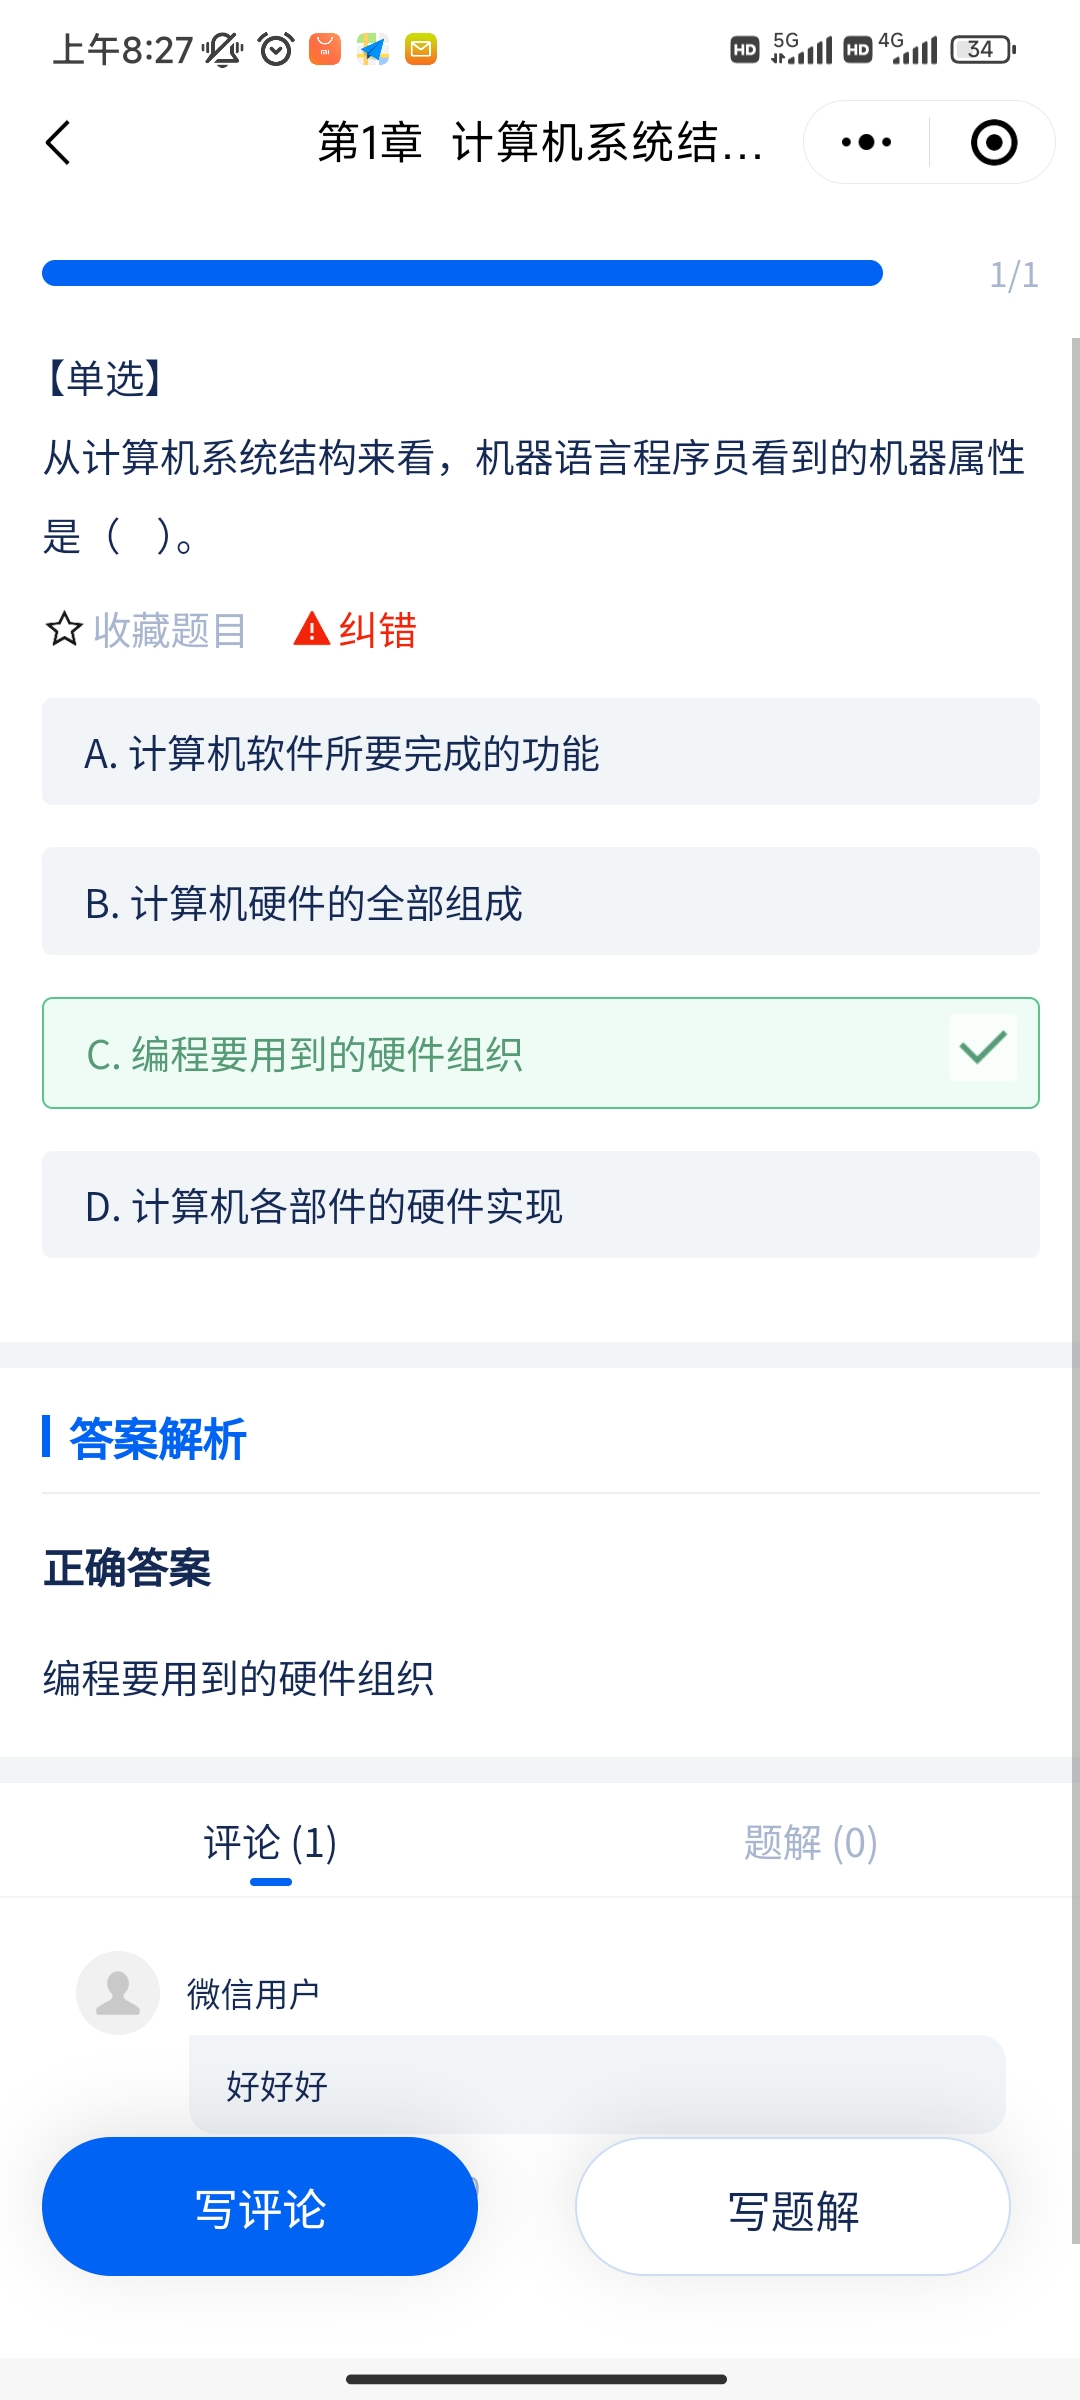 上午8:27
HD 5G HD 4G 34
第1章 计算机系统结...
1/1
【单选】
从计算机系统结构来看，机器语言程序员看到的机器属性
是（ ）。
收藏题目 纠错
A. 计算机软件所要完成的功能
B. 计算机硬件的全部组成
C. 编程要用到的硬件组织
D. 计算机各部件的硬件实现
答案解析
正确答案
编程要用到的硬件组织
评论 (1) 题解 (0)
微信用户
好好好
写评论 写题解